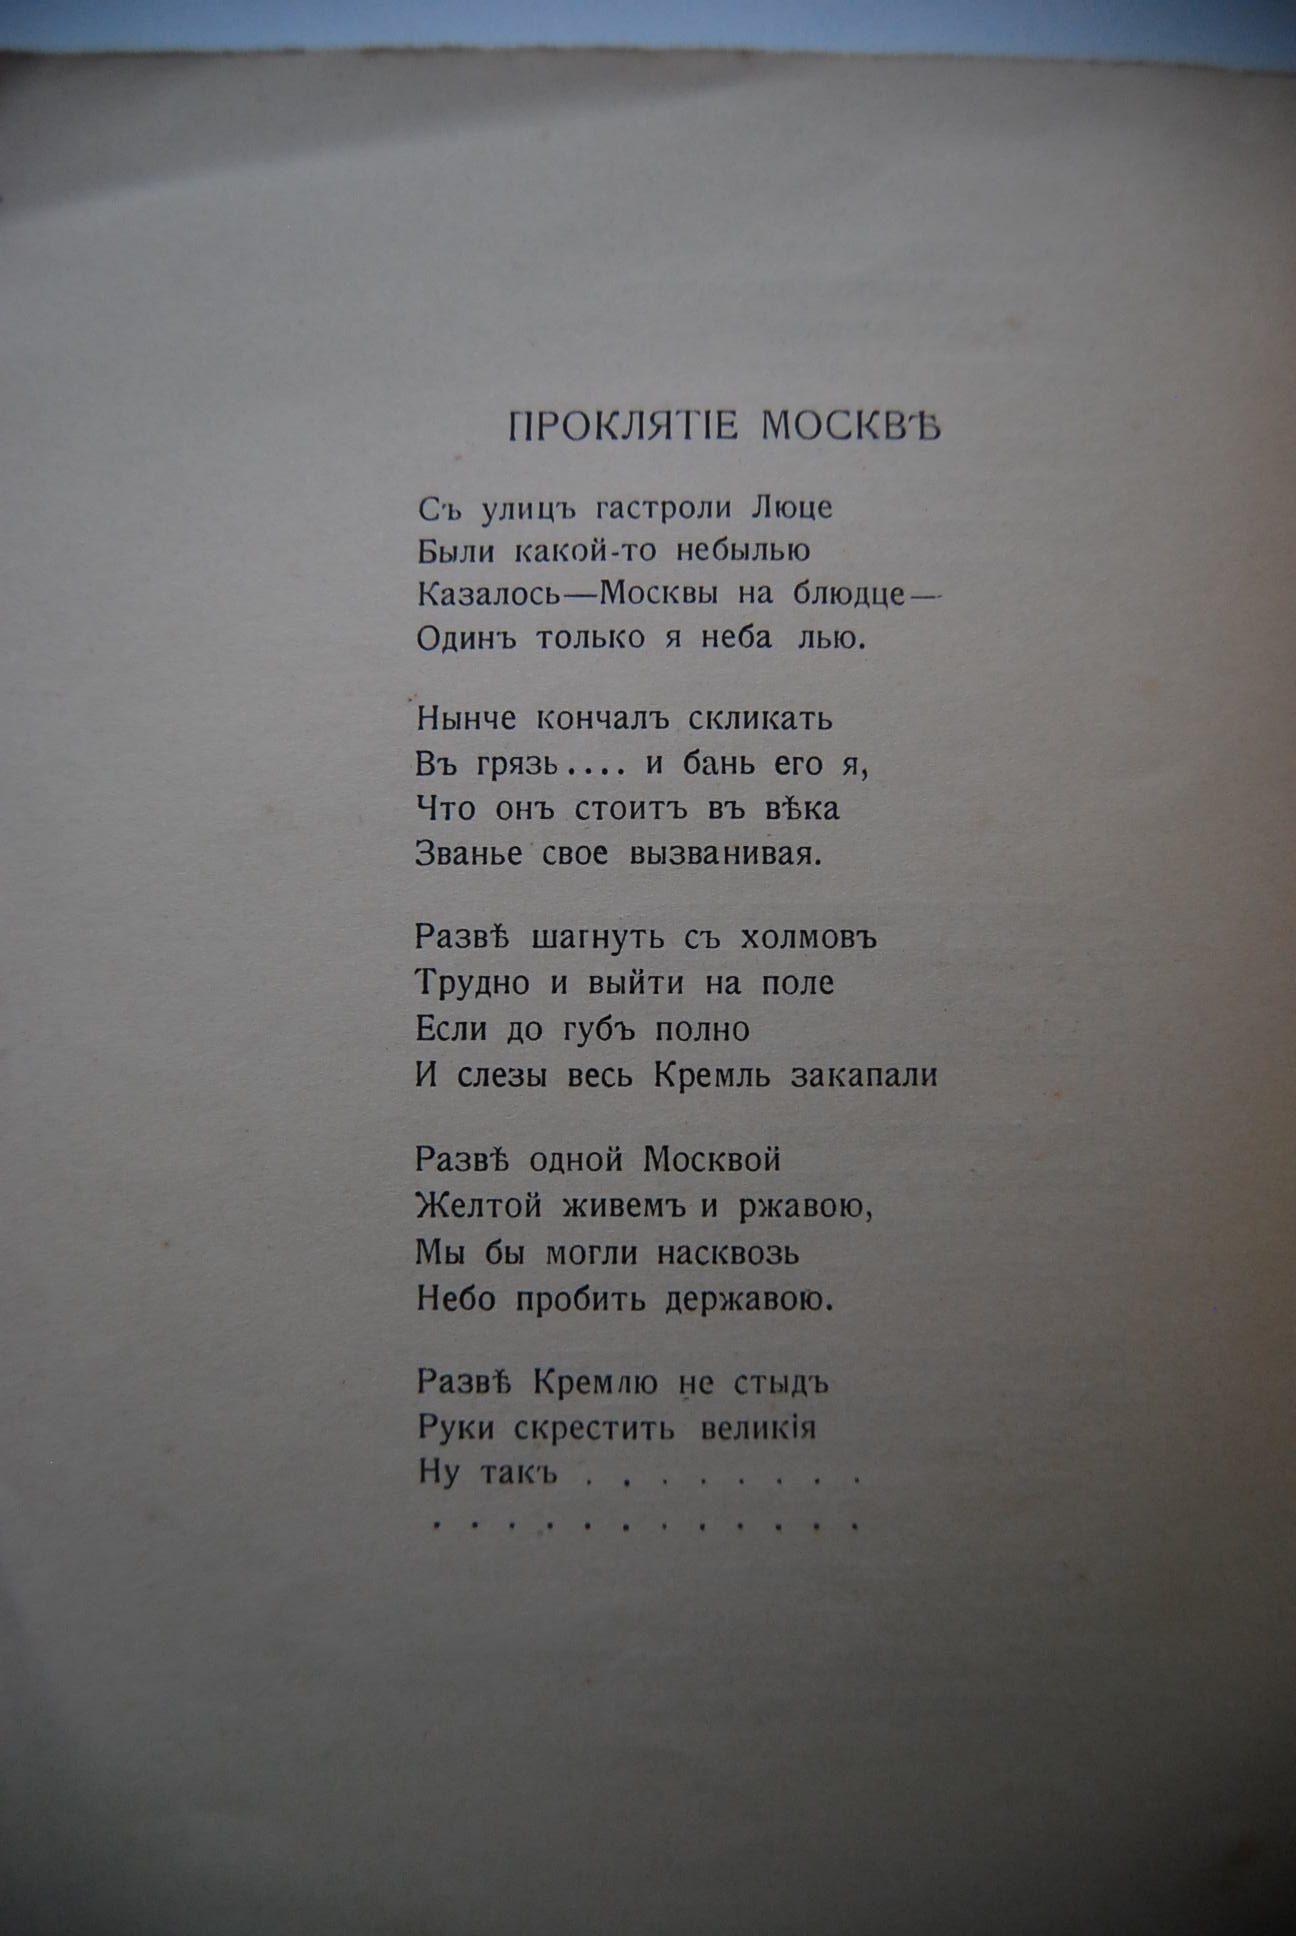 ПРОКЛЯТІЕ МОСКВѢ
Съ улицъ гастроли Люце
Были какой-то небылью
Казалось—Москвы на блюдце—
Одинъ только я неба лью.
Нынче кончалъ скликать
Въ грязь.... и бань его я,
Что онъ стоитъ въ вѣка
Званье свое вызванивая.
Развѣ шагнуть съ холмовъ
Трудно и выйти на поле
Если до губъ полно
И слезы весь Кремль закапали
Развѣ одной Москвой
Желтой живемъ и ржавою,
Мы бы могли насквозь
Небо пробить державою.
Развѣ Кремлю не стыдъ
Руки скрестить великія
Ну такъ . . . . . . . .
. . . . . . . . . . . .